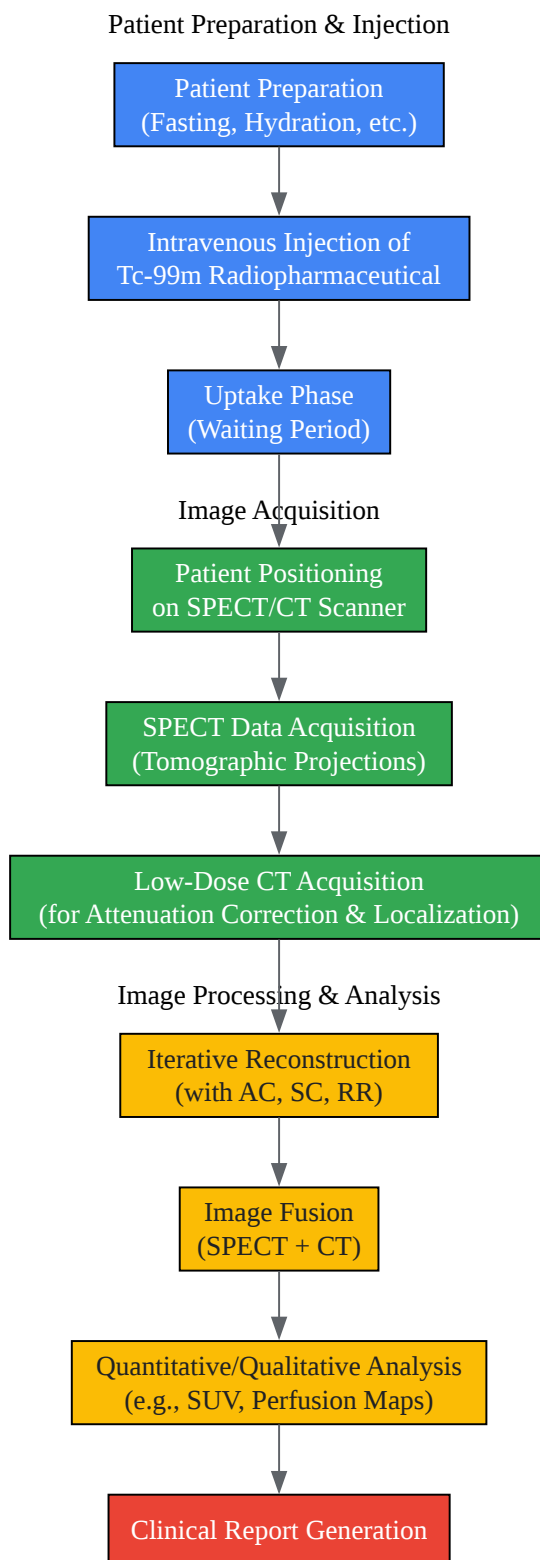 Patient Preparation & Injection
Patient Preparation
(Fasting, Hydration, etc.)
Intravenous Injection of
Tc-99m Radiopharmaceutical
Uptake Phase
(Waiting Period)
Image Acquisition
Patient Positioning
on SPECT/CT Scanner
SPECT Data Acquisition
(Tomographic Projections)
Low-Dose CT Acquisition
(for Attenuation Correction & Localization)
Image Processing & Analysis
Iterative Reconstruction
(with AC, SC, RR)
Image Fusion
(SPECT + CT)
Quantitative/Qualitative Analysis
(e.g., SUV, Perfusion Maps)
Clinical Report Generation